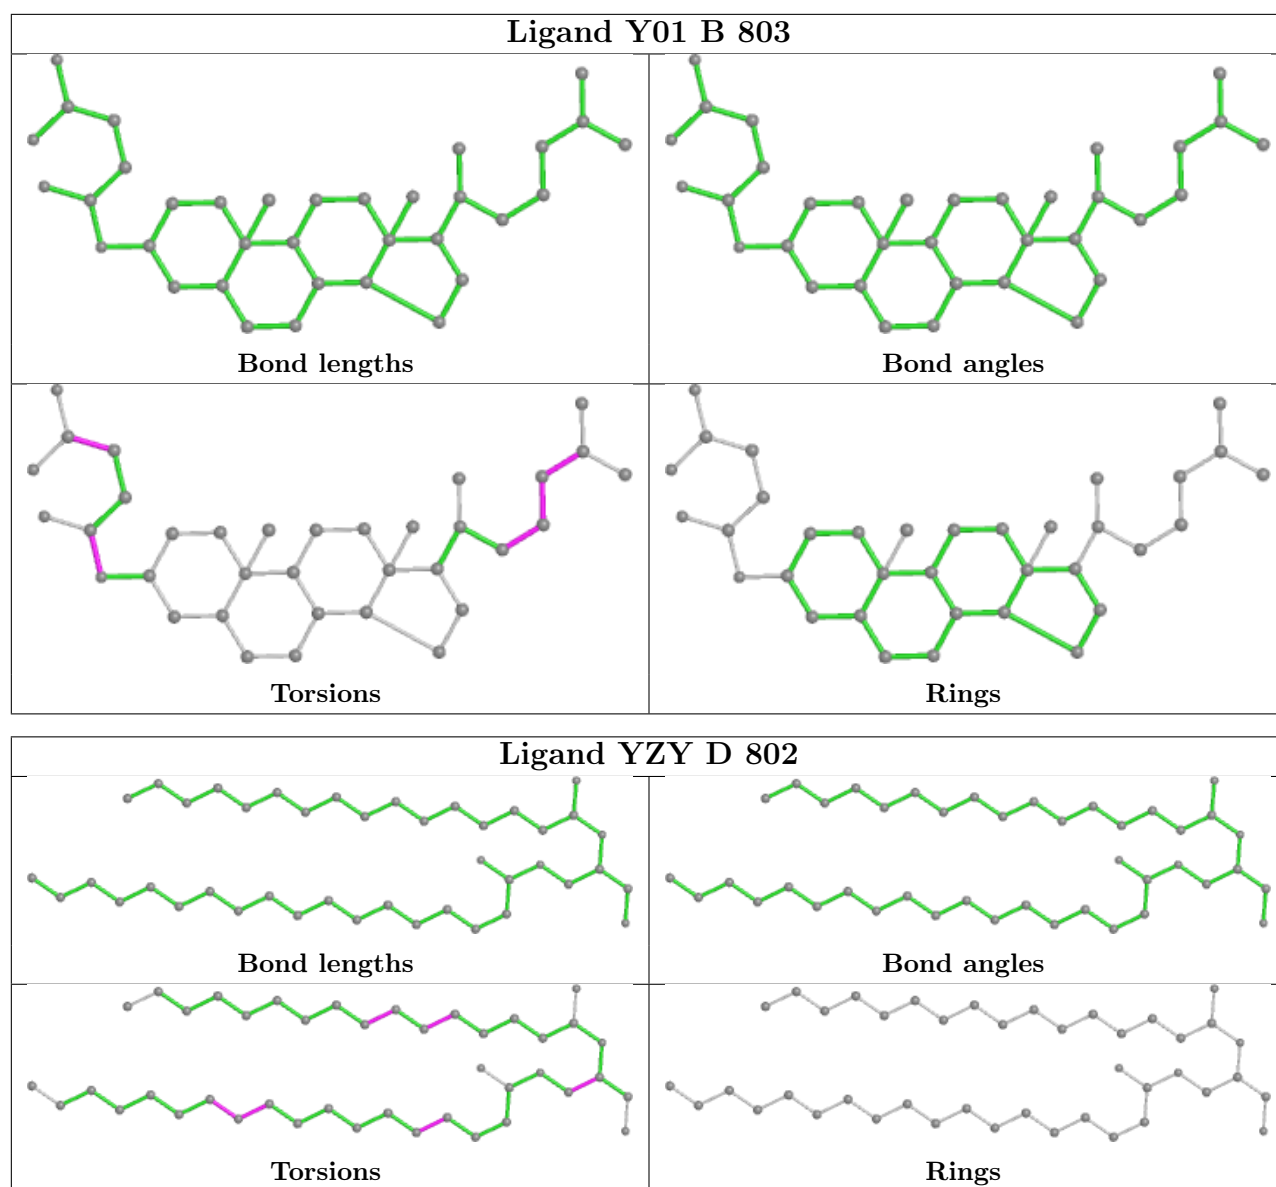 Ligand Y01 B 803
Bond lengths
Bond angles
Torsions
Rings
Ligand YZY D 802
Bond lengths
Bond angles
Torsions
Rings